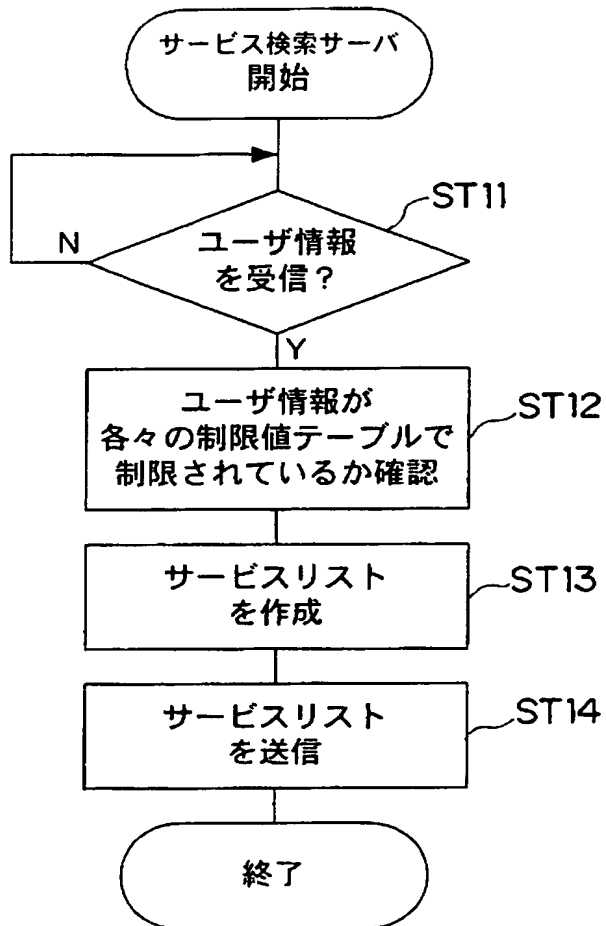 サービス検索サーバ
開始
ST11
N
ユーザ情報
を受信?
Y
ユーザ情報が
各々の制限値テーブルで
制限されているか確認
ST12
サービスリスト
を作成
ST13
サービスリスト
を送信
ST14
終了